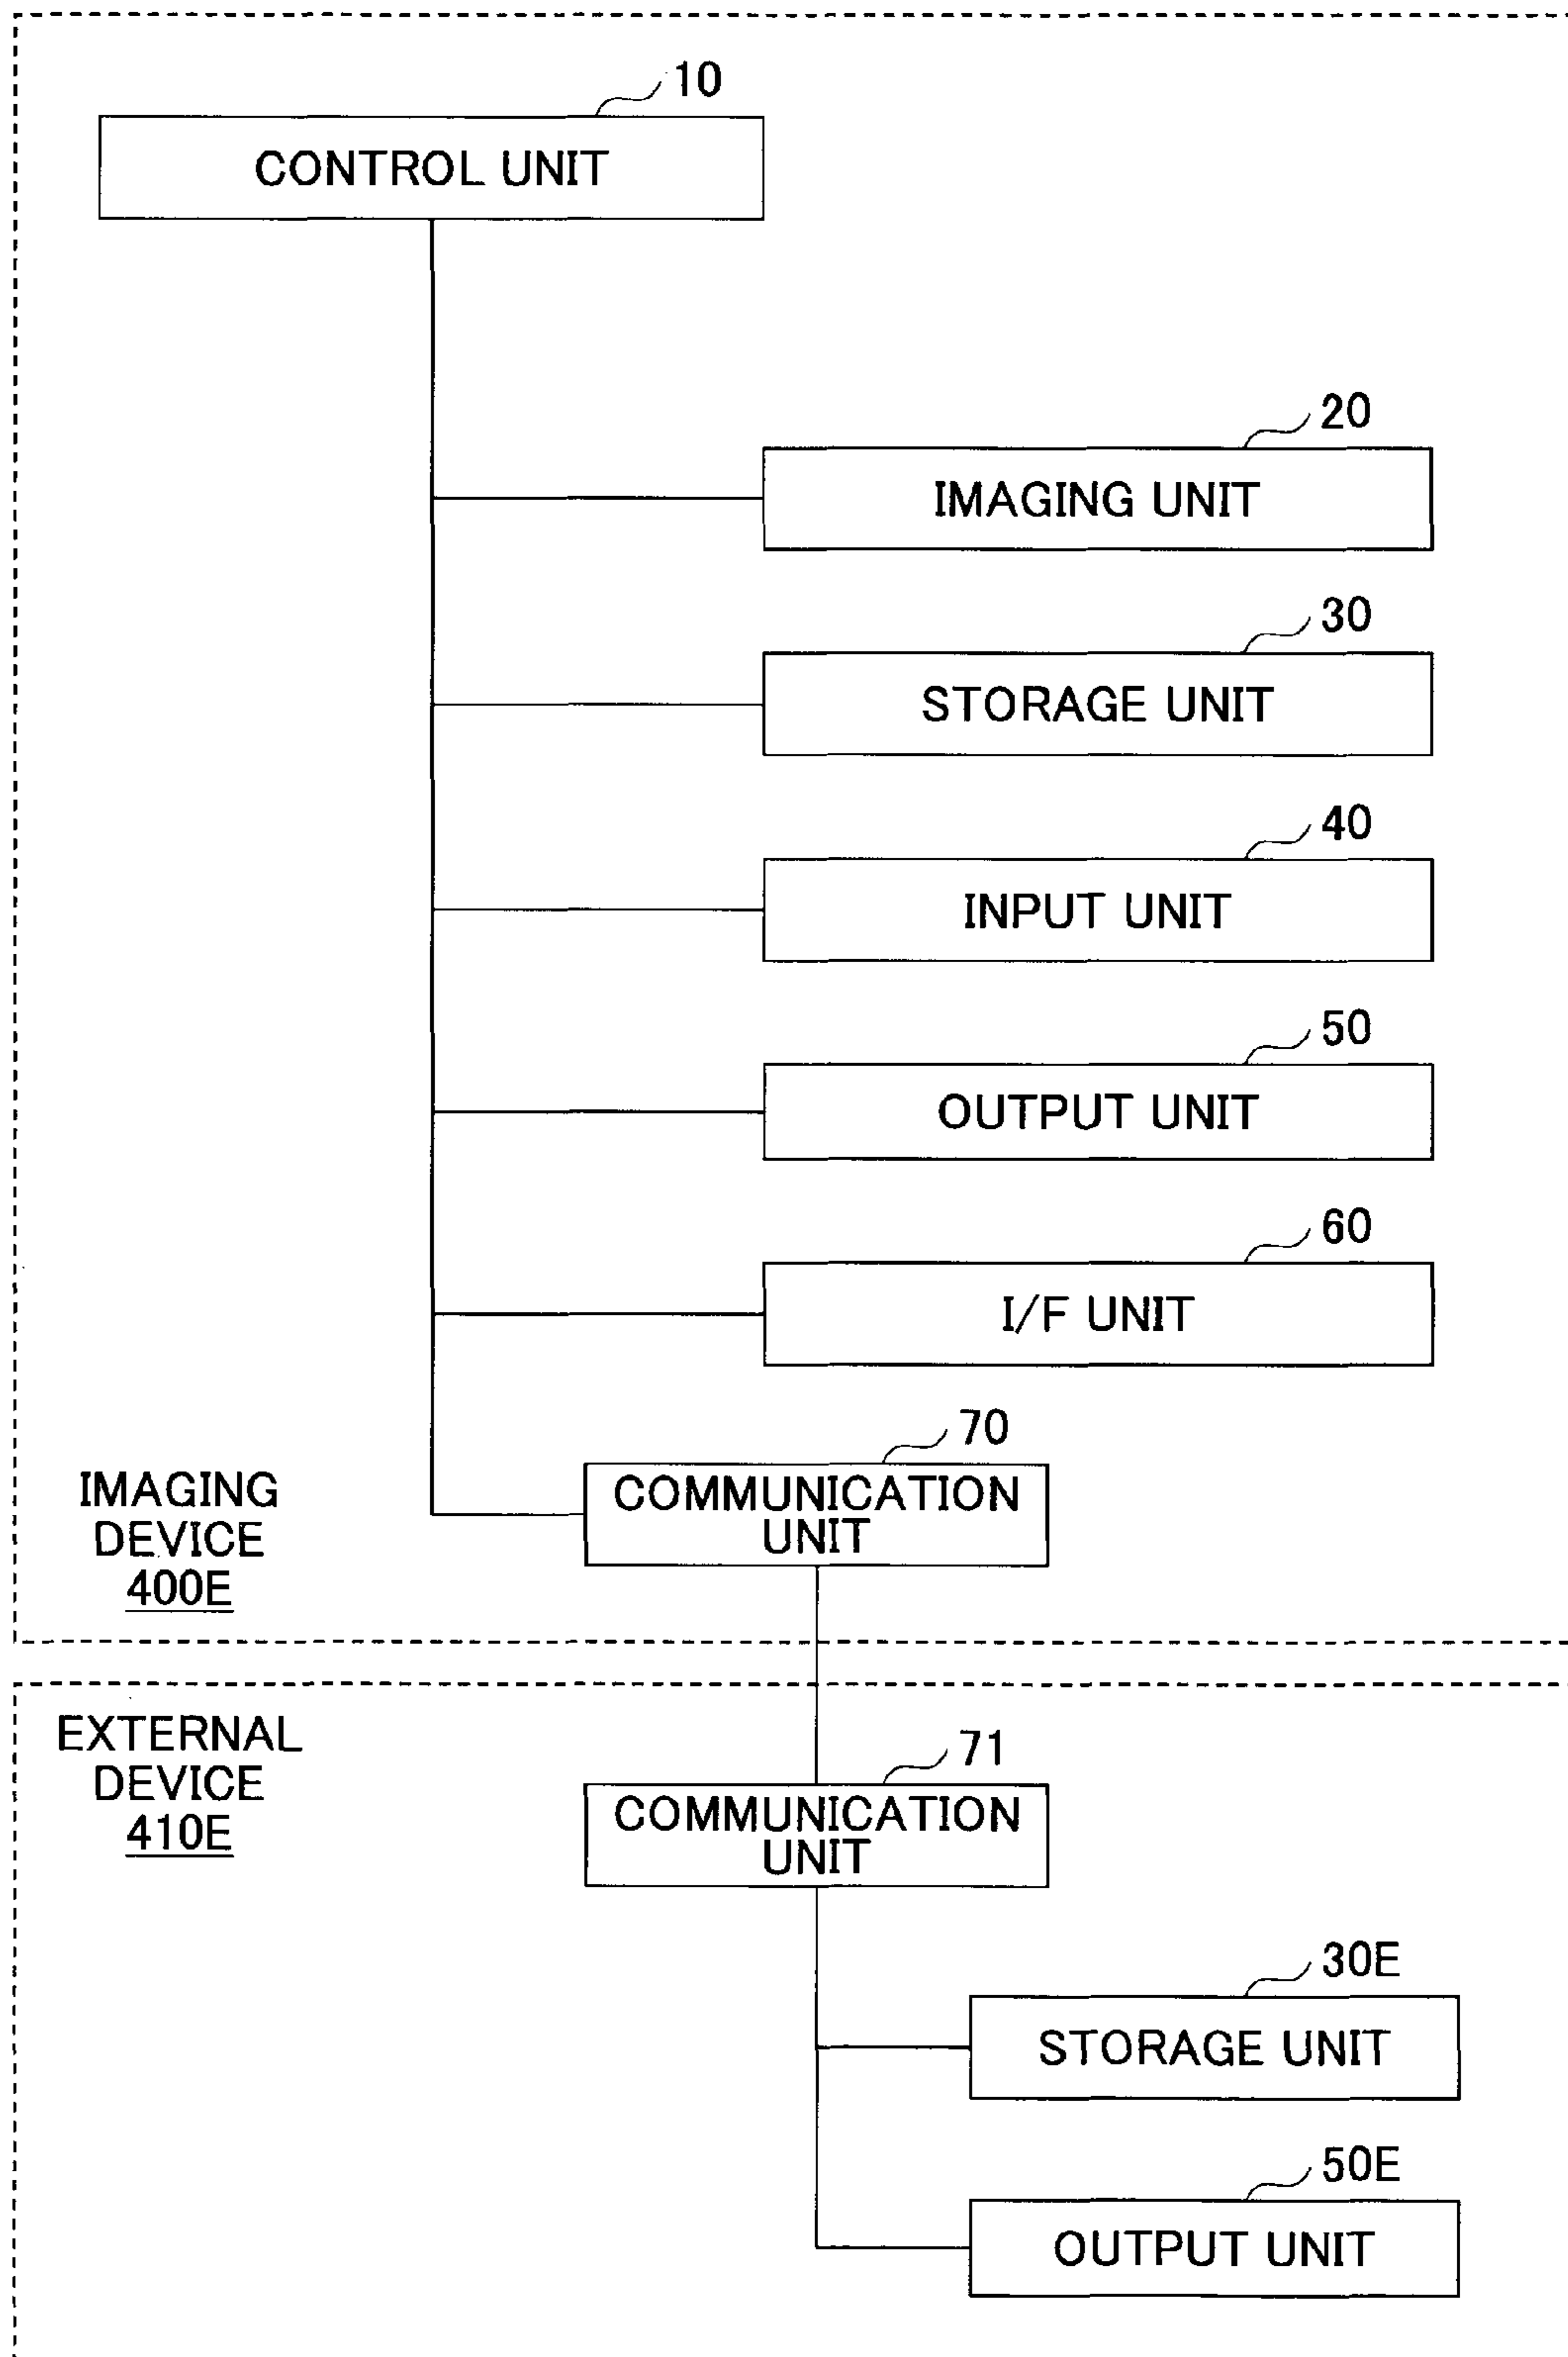 10
CONTROL UNIT
20
IMAGING UNIT
30
STORAGE UNIT
40
INPUT UNIT
50
OUTPUT UNIT
60
I/F UNIT
70
COMMUNICATION
UNIT
IMAGING
DEVICE
400E
EXTERNAL
DEVICE
410E
71
COMMUNICATION
UNIT
30E
STORAGE UNIT
50E
OUTPUT UNIT